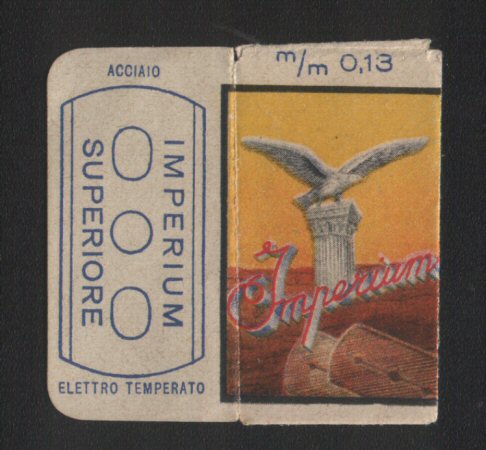 ACCIAIO
IMPERIUM
SUPERIORE
ELETTRO TEMPERATO
m/m 0,13
Imperium